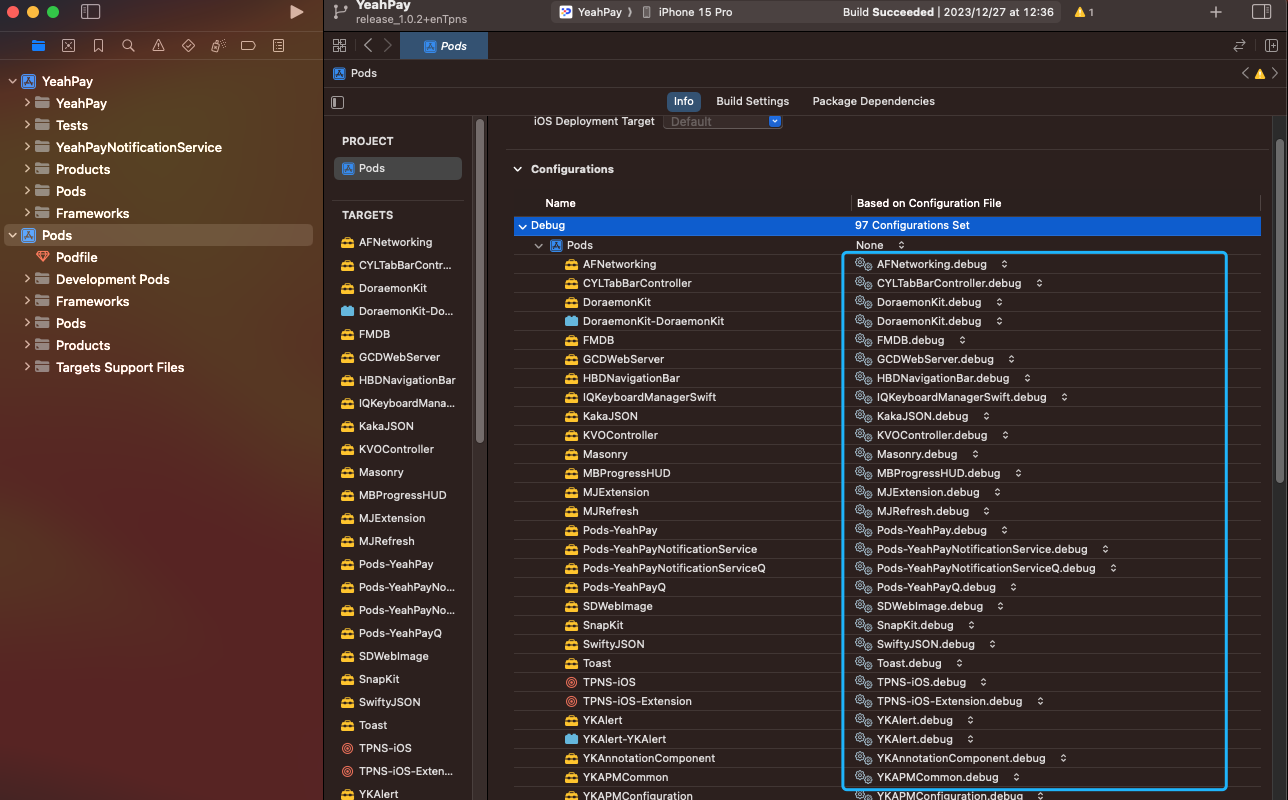 YeahPay
release_1.0.2+enTpns
YeahPay
iPhone 15 Pro
Build Succeeded | 2023/12/27 at 12:36
1
Pods
Pods
Info
Build Settings
Package Dependencies
iOS Deployment Target
Default
YeahPay
YeahPay
Tests
YeahPayNotificationService
Products
Pods
Frameworks
Pods
Podfile
Development Pods
Frameworks
Pods
Products
Targets Support Files
PROJECT
Pods
TARGETS
AFNetworking
CYLTabBarContr...
DoraemonKit
DoraemonKit-Do...
FMDB
GCDWebServer
HBDNavigationBar
IQKeyboardMana...
KakaJSON
KVOController
Masonry
MBProgressHUD
MJExtension
MJRefresh
Pods-YeahPay
Pods-YeahPayNo...
Pods-YeahPayNo...
Pods-YeahPayQ
SDWebImage
SnapKit
SwiftyJSON
Toast
TPNS-iOS
TPNS-iOS-Exten...
YKAlert
Configurations
Name
Based on Configuration File
Debug
97 Configurations Set
Pods
None
AFNetworking
AFNetworking.debug
CYLTabBarController
CYLTabBarController.debug
DoraemonKit
DoraemonKit.debug
DoraemonKit-DoraemonKit
DoraemonKit.debug
FMDB
FMDB.debug
GCDWebServer
GCDWebServer.debug
HBDNavigationBar
HBDNavigationBar.debug
IQKeyboardManagerSwift
IQKeyboardManagerSwift.debug
KakaJSON
KakaJSON.debug
KVOController
KVOController.debug
Masonry
Masonry.debug
MBProgressHUD
MBProgressHUD.debug
MJExtension
MJExtension.debug
MJRefresh
MJRefresh.debug
Pods-YeahPay
Pods-YeahPay.debug
Pods-YeahPayNotificationService
Pods-YeahPayNotificationService.debug
Pods-YeahPayNotificationServiceQ
Pods-YeahPayNotificationServiceQ.debug
Pods-YeahPayQ
Pods-YeahPayQ.debug
SDWebImage
SDWebImage.debug
SnapKit
SnapKit.debug
SwiftyJSON
SwiftyJSON.debug
Toast
Toast.debug
TPNS-iOS
TPNS-iOS.debug
TPNS-iOS-Extension
TPNS-iOS-Extension.debug
YKAlert
YKAlert.debug
YKAlert-YKAlert
YKAlert.debug
YKAnnotationComponent
YKAnnotationComponent.debug
YKAPMCommon
YKAPMCommon.debug
YKAPMConfiguration
YKAPMConfiguration.debug